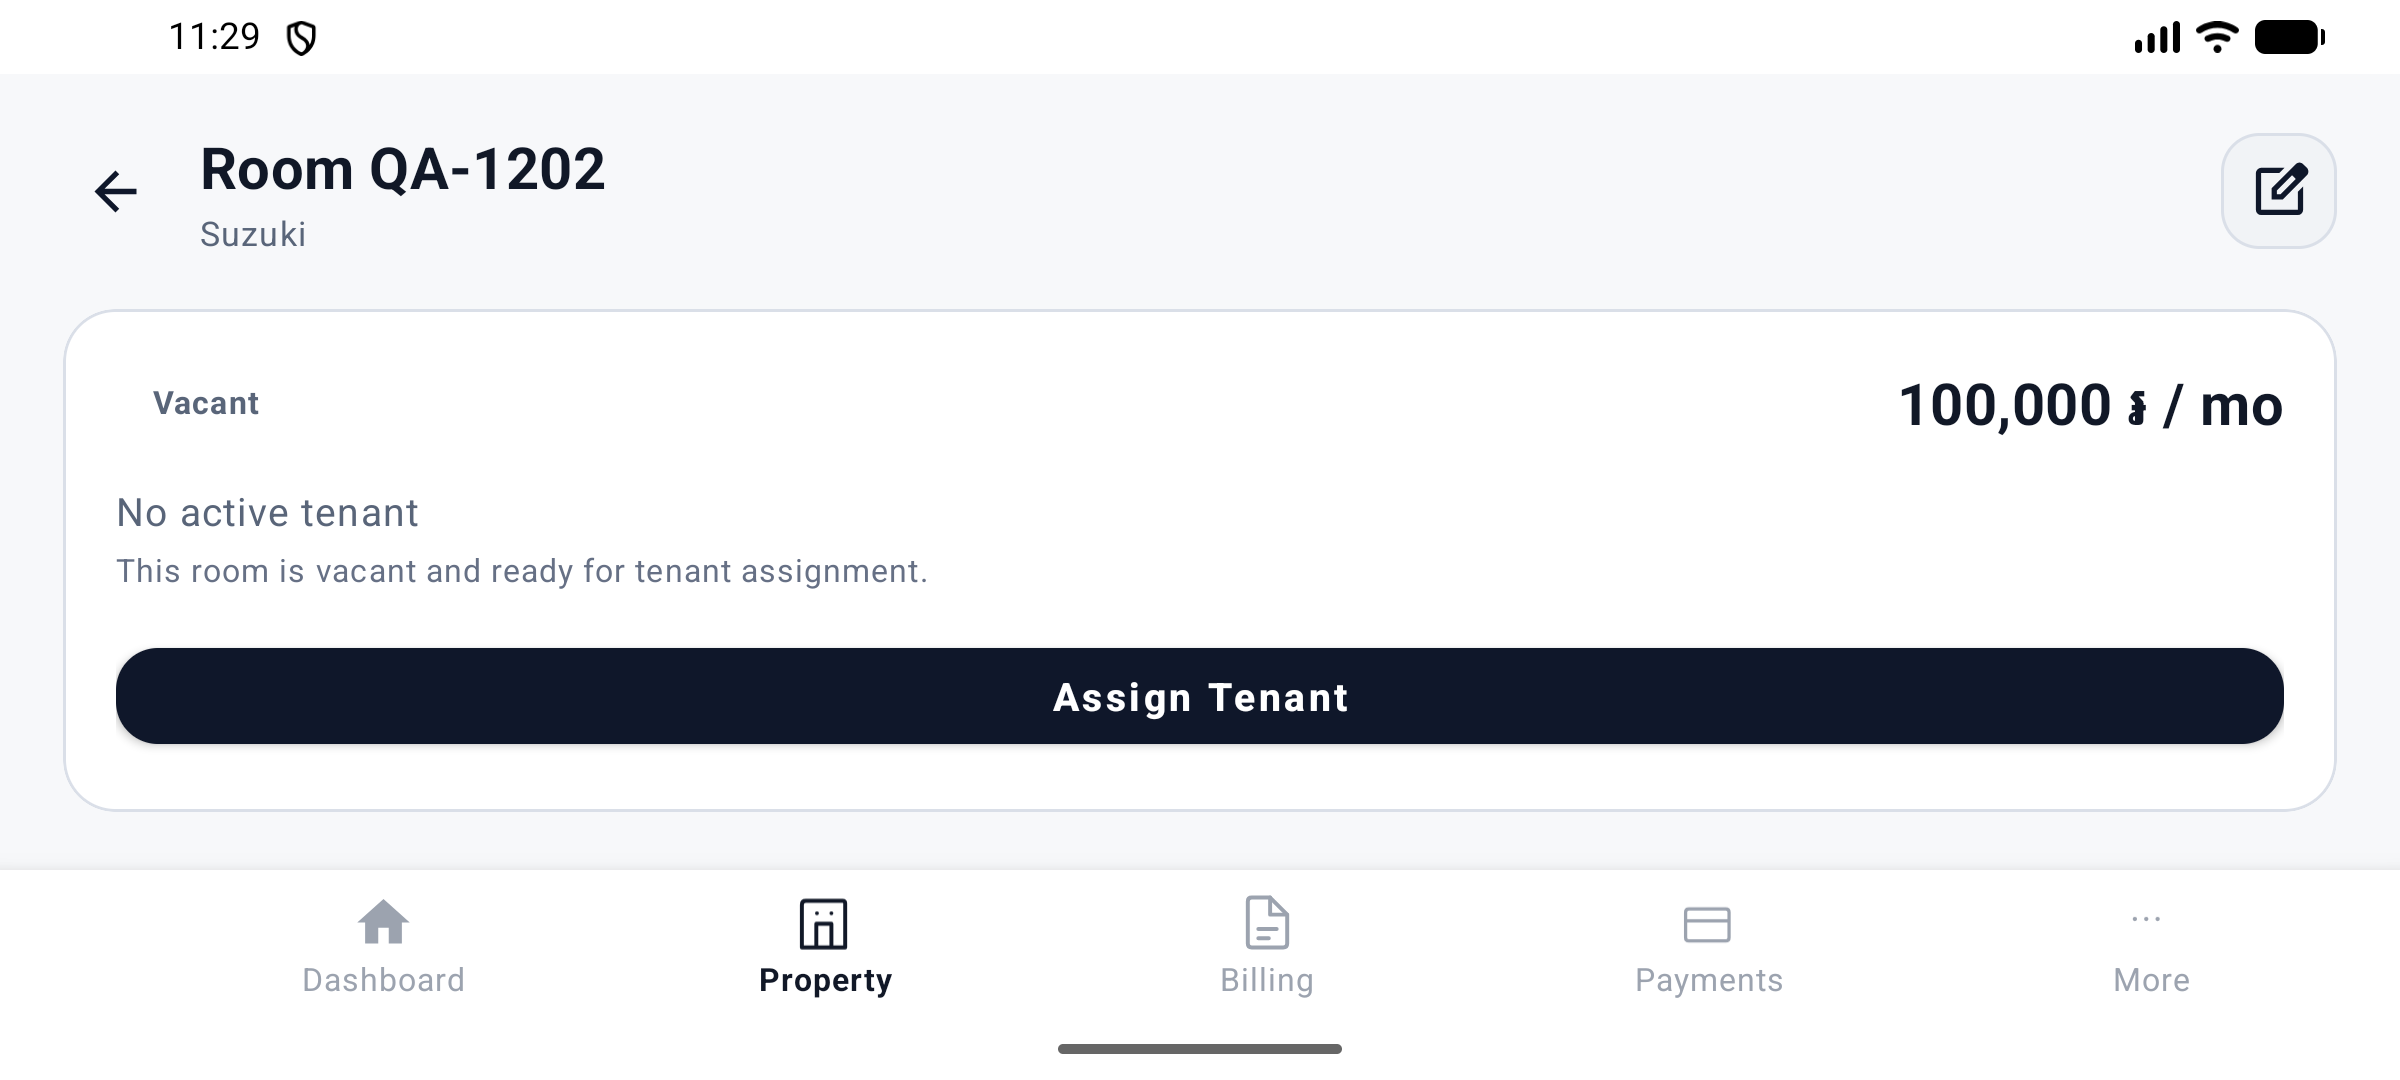 11:29
Room QA-1202
Suzuki
Vacant
100,000 ៛ / mo
No active tenant
This room is vacant and ready for tenant assignment.
Assign Tenant
Dashboard
Property
Billing
Payments
More